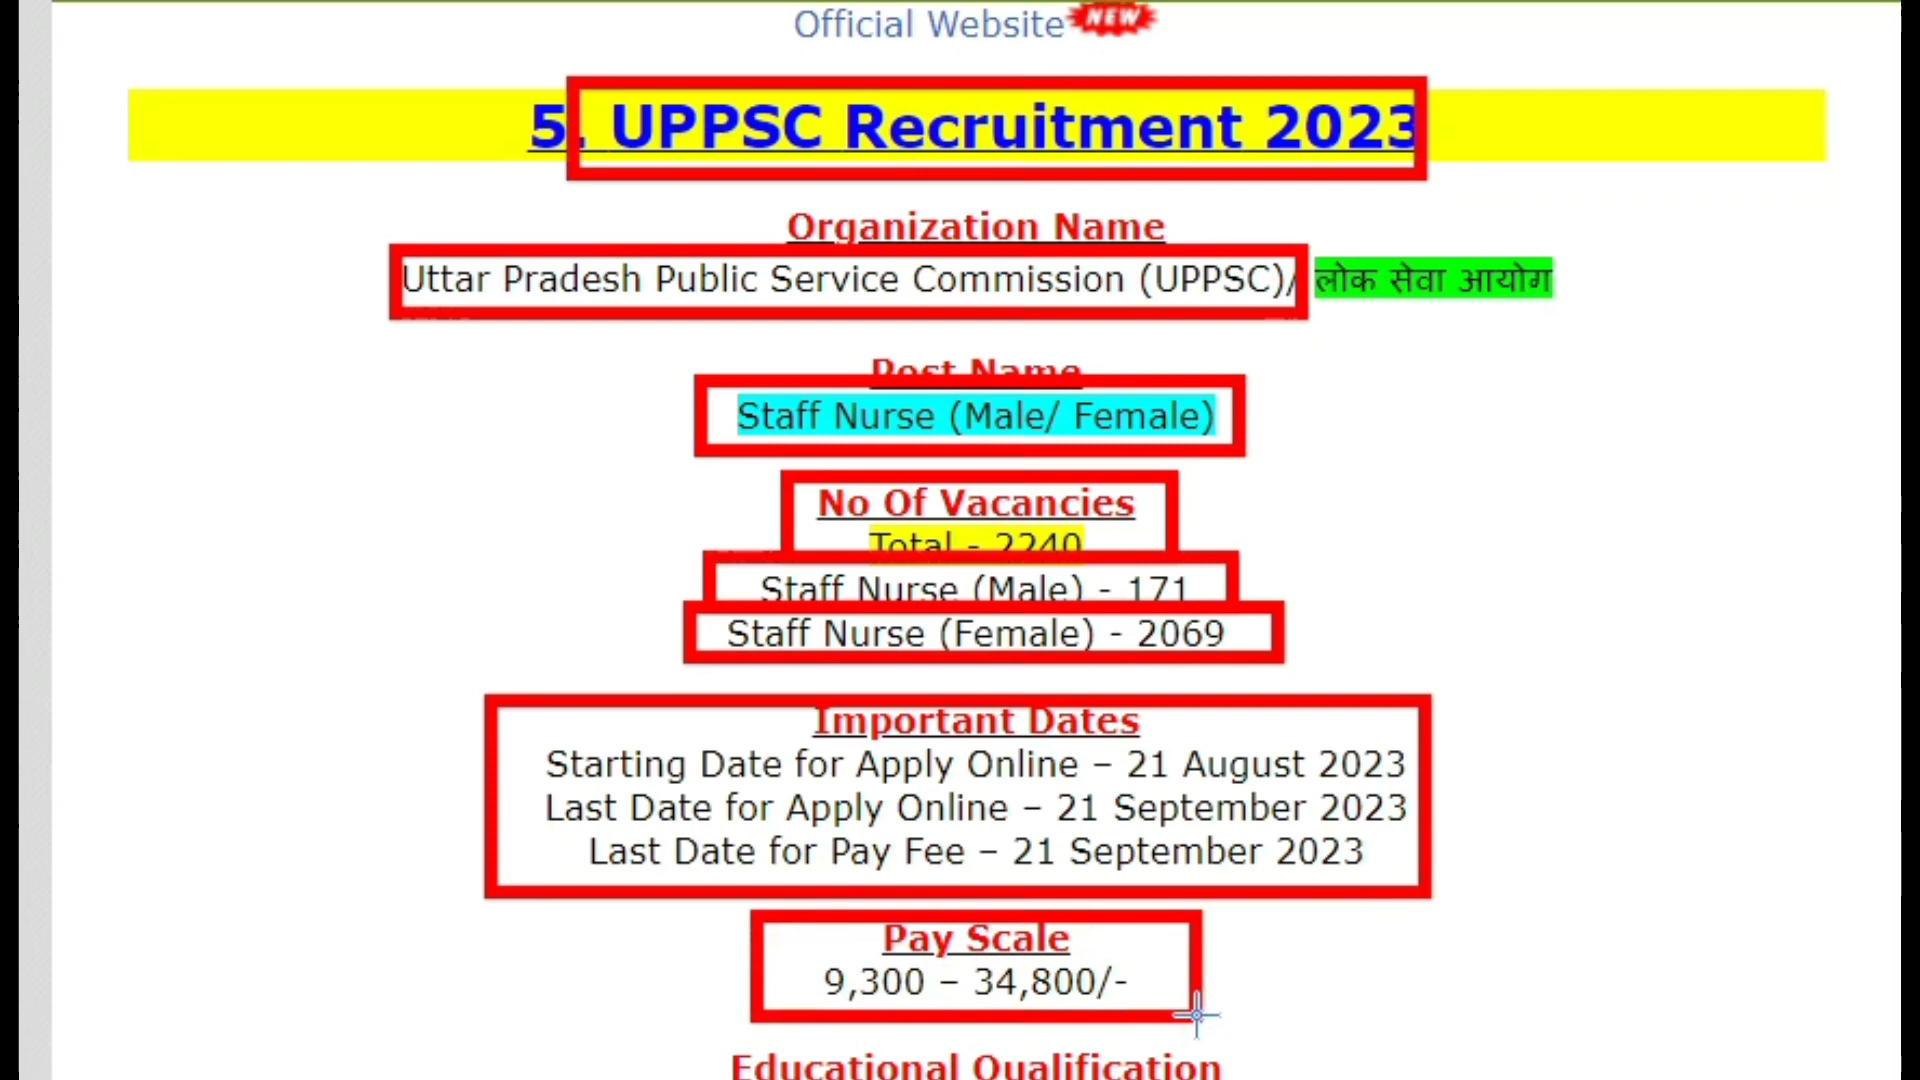 Official Website NEW
5. UPPSC Recruitment 2023
Organization Name
Uttar Pradesh Public Service Commission (UPPSC)/ लोक सेवा आयोग
Post Name
Staff Nurse (Male/ Female)
No Of Vacancies
Total - 2240
Staff Nurse (Male) - 171
Staff Nurse (Female) - 2069
Important Dates
Starting Date for Apply Online – 21 August 2023
Last Date for Apply Online – 21 September 2023
Last Date for Pay Fee – 21 September 2023
Pay Scale
9,300 – 34,800/-
Educational Qualification